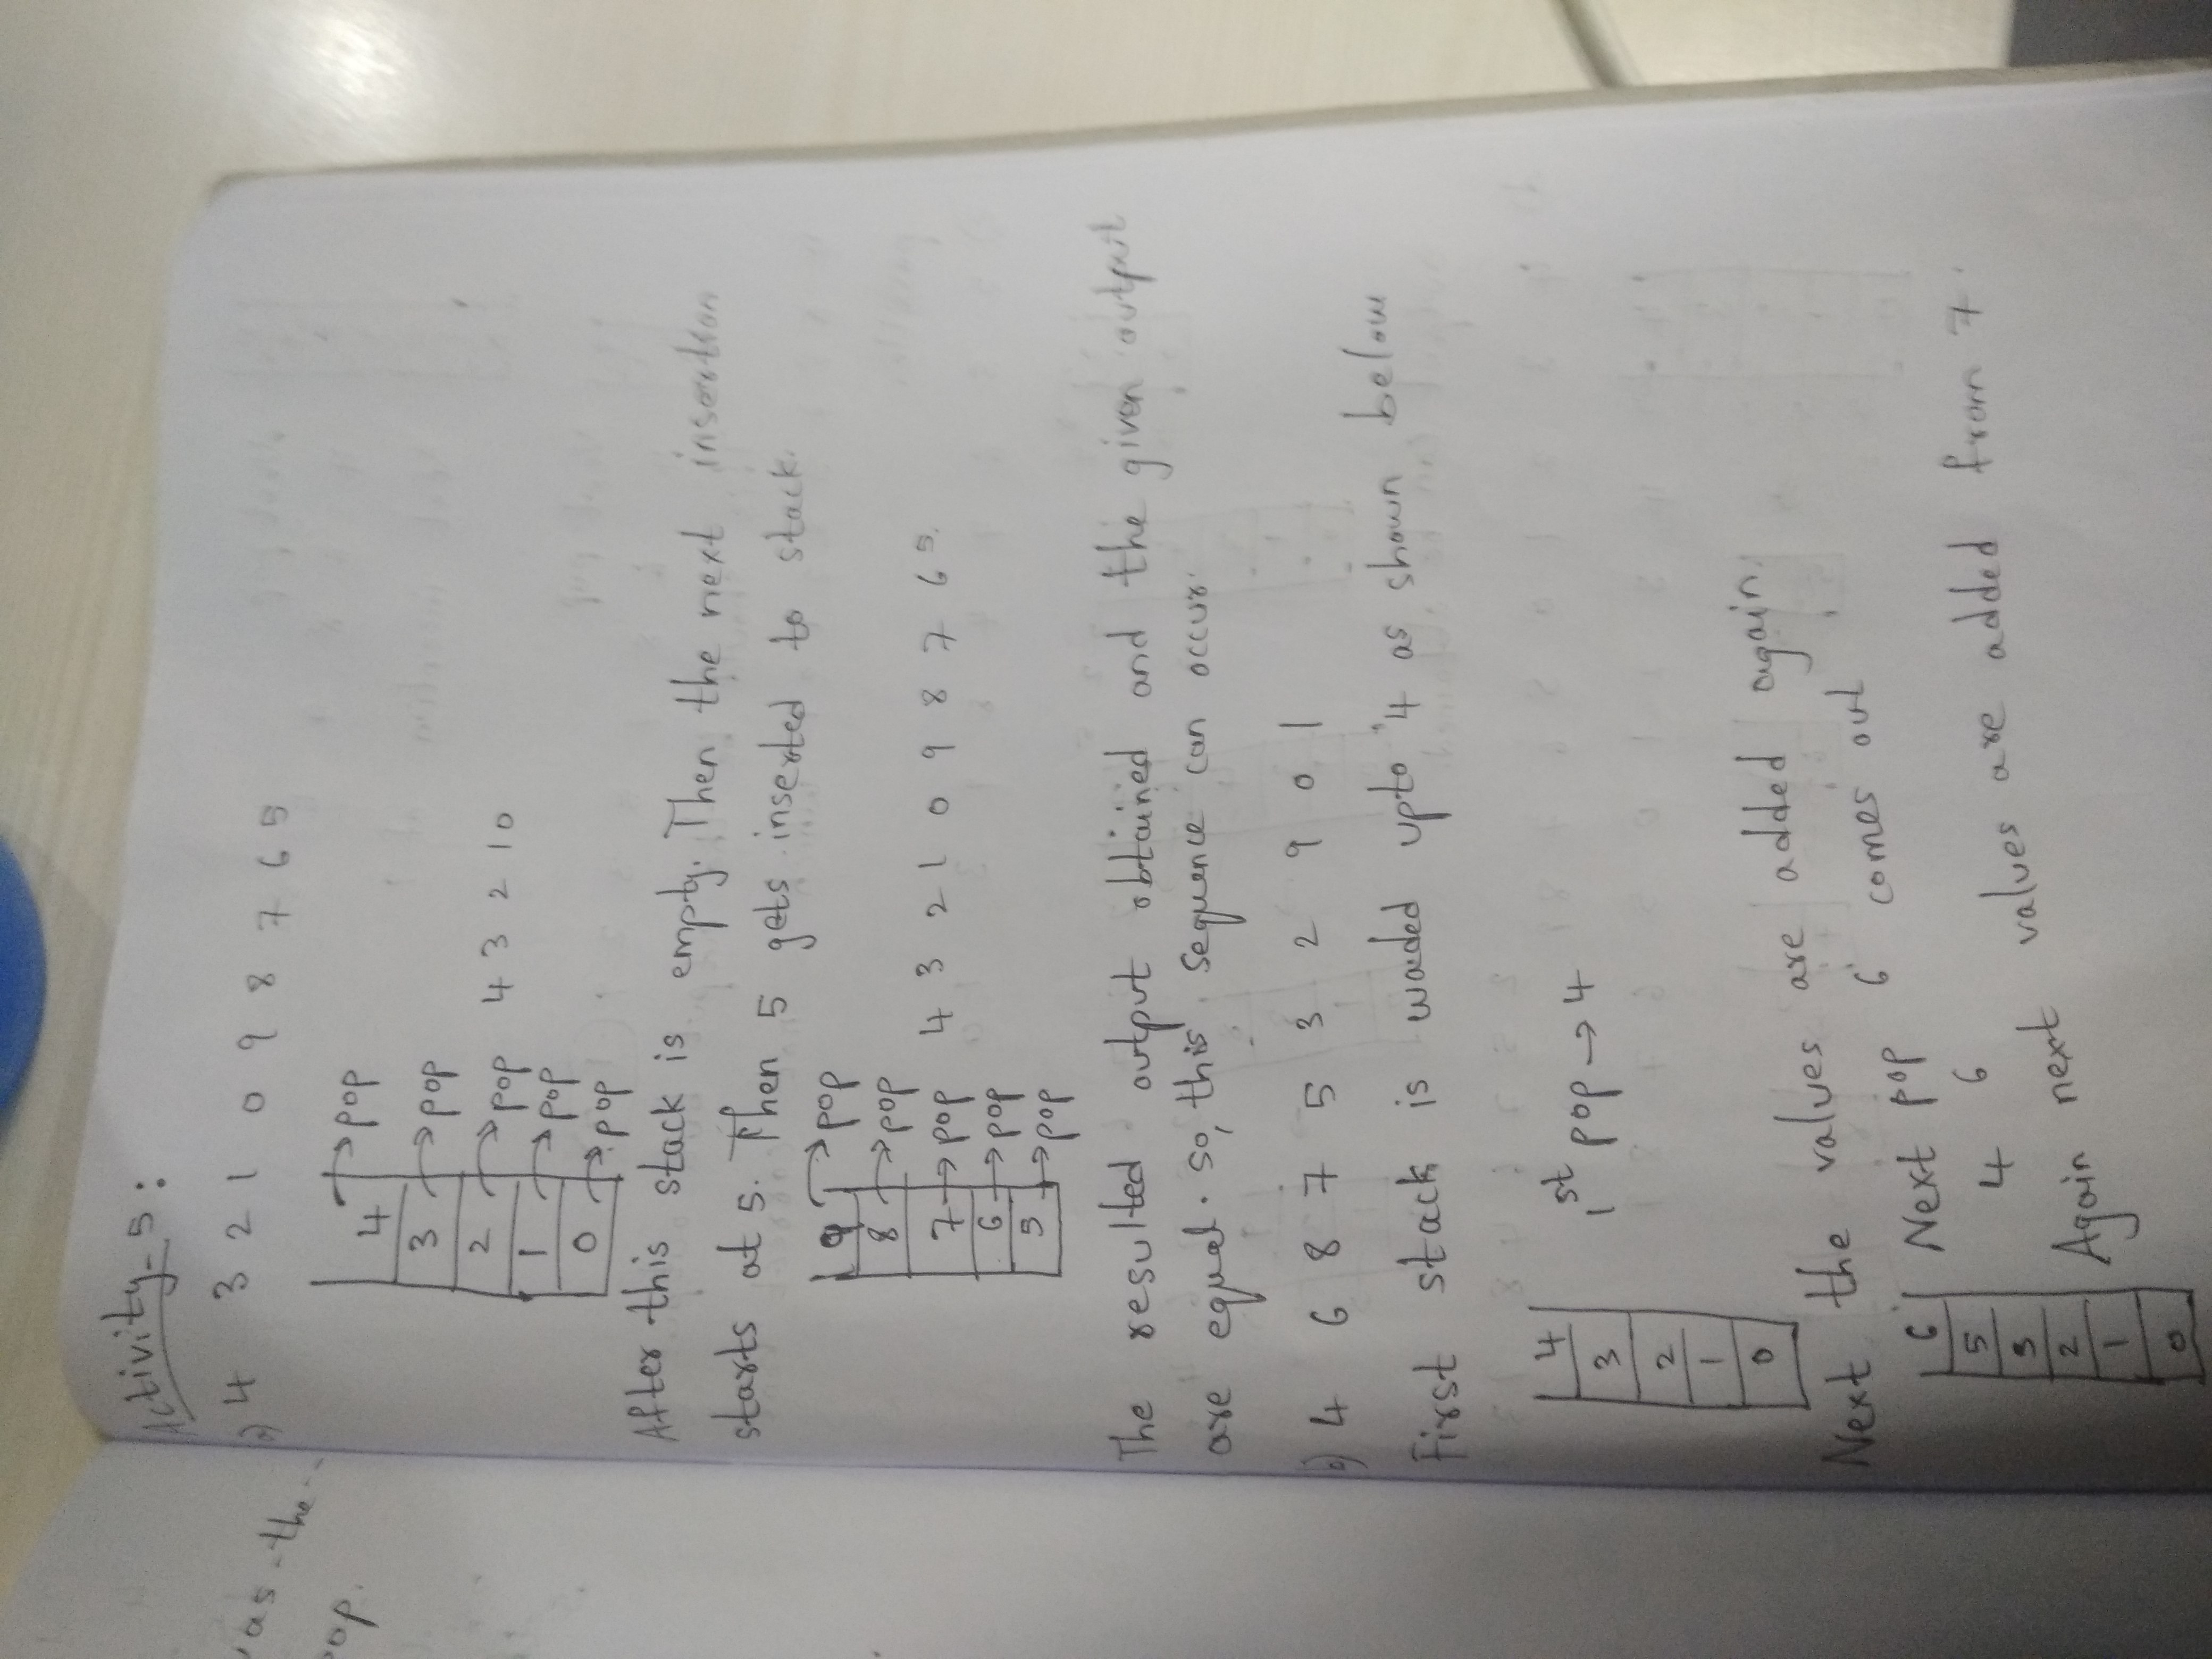 Activity-5:
a) 4 3 2 1 0 9 8 7 6 5
4 → pop
3 → pop
2 → pop 4 3 2 1 0
1 → pop
0 → pop
After this stack is empty. Then the next insertion
starts at 5. Then 5 gets inserted to stack.
9 → pop
8 → pop
7 → pop 4 3 2 1 0 9 8 7 6 5.
6 → pop
5 → pop
The resulted output obtained and the given output
are equal. so, this sequence can occur.
b) 4 6 8 7 5 3 2 9 0 1
First stack is upto 4 as shown below
4
3 1st pop → 4
2
1
0
Next the values are added again.
6 Next pop 6 comes out
5 4 6
3 Again next values are added from 7.
2
1
0
as the
pop.